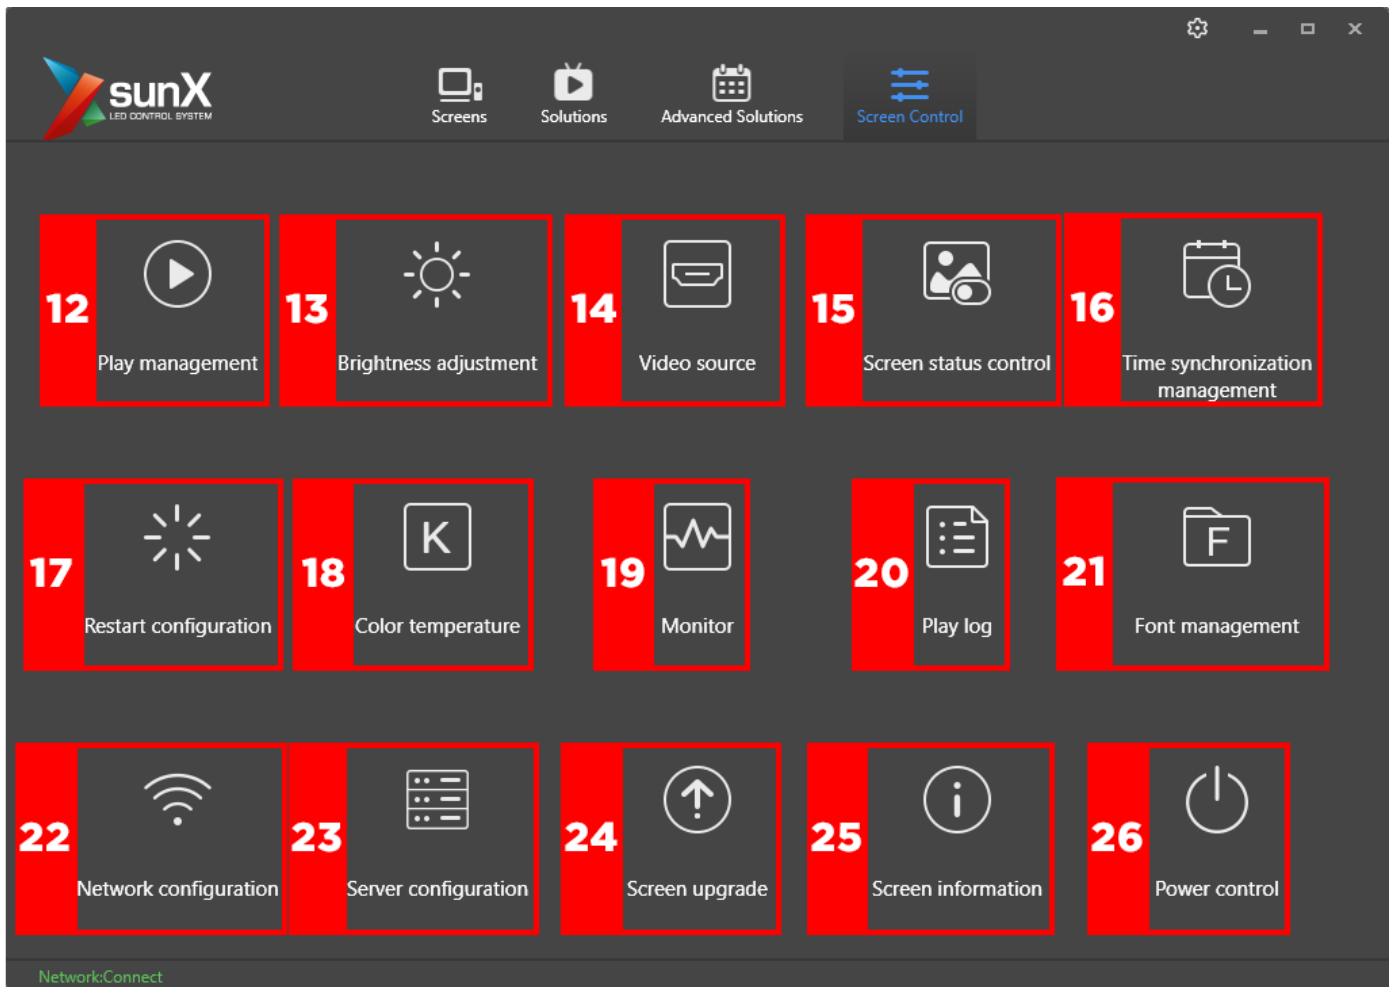 sunX
LED CONTROL SYSTEM
Screens
Solutions
Advanced Solutions
Screen Control
12
Play management
13
Brightness adjustment
14
Video source
15
Screen status control
16
Time synchronization
management
17
Restart configuration
18
K
Color temperature
19
Monitor
20
Play log
21
F
Font management
22
Network configuration
23
Server configuration
24
Screen upgrade
25
Screen information
26
Power control
Network:Connect